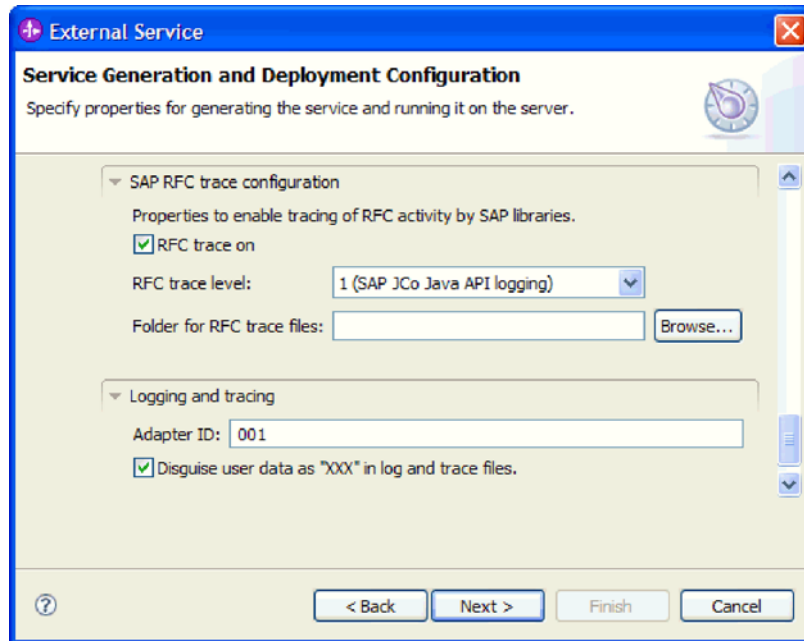 External Service
Service Generation and Deployment Configuration
Specify properties for generating the service and running it on the server.
SAP RFC trace configuration
Properties to enable tracing of RFC activity by SAP libraries.
RFC trace on
RFC trace level: 1 (SAP JCo Java API logging)
Folder for RFC trace files: Browse...
Logging and tracing
Adapter ID: 001
Disguise user data as "XXX" in log and trace files.
? < Back Next > Finish Cancel